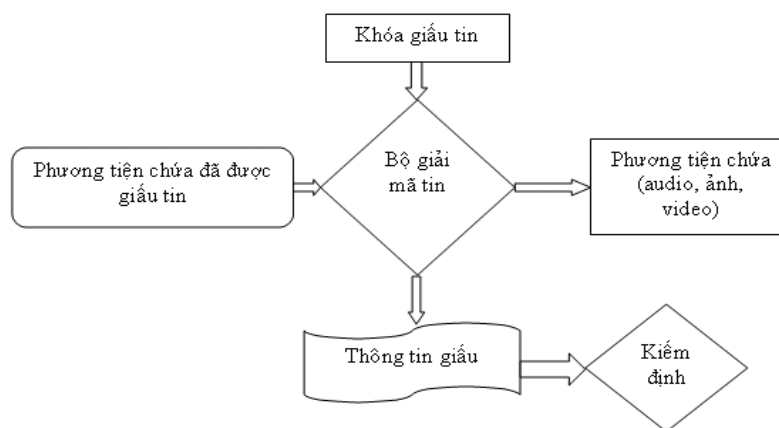 Khóa giấu tin
Phương tiện chứa đã được
giấu tin
Bộ giải
mã tin
Phương tiện chứa
(audio, ảnh,
video)
Thông tin giấu
Kiếm
định